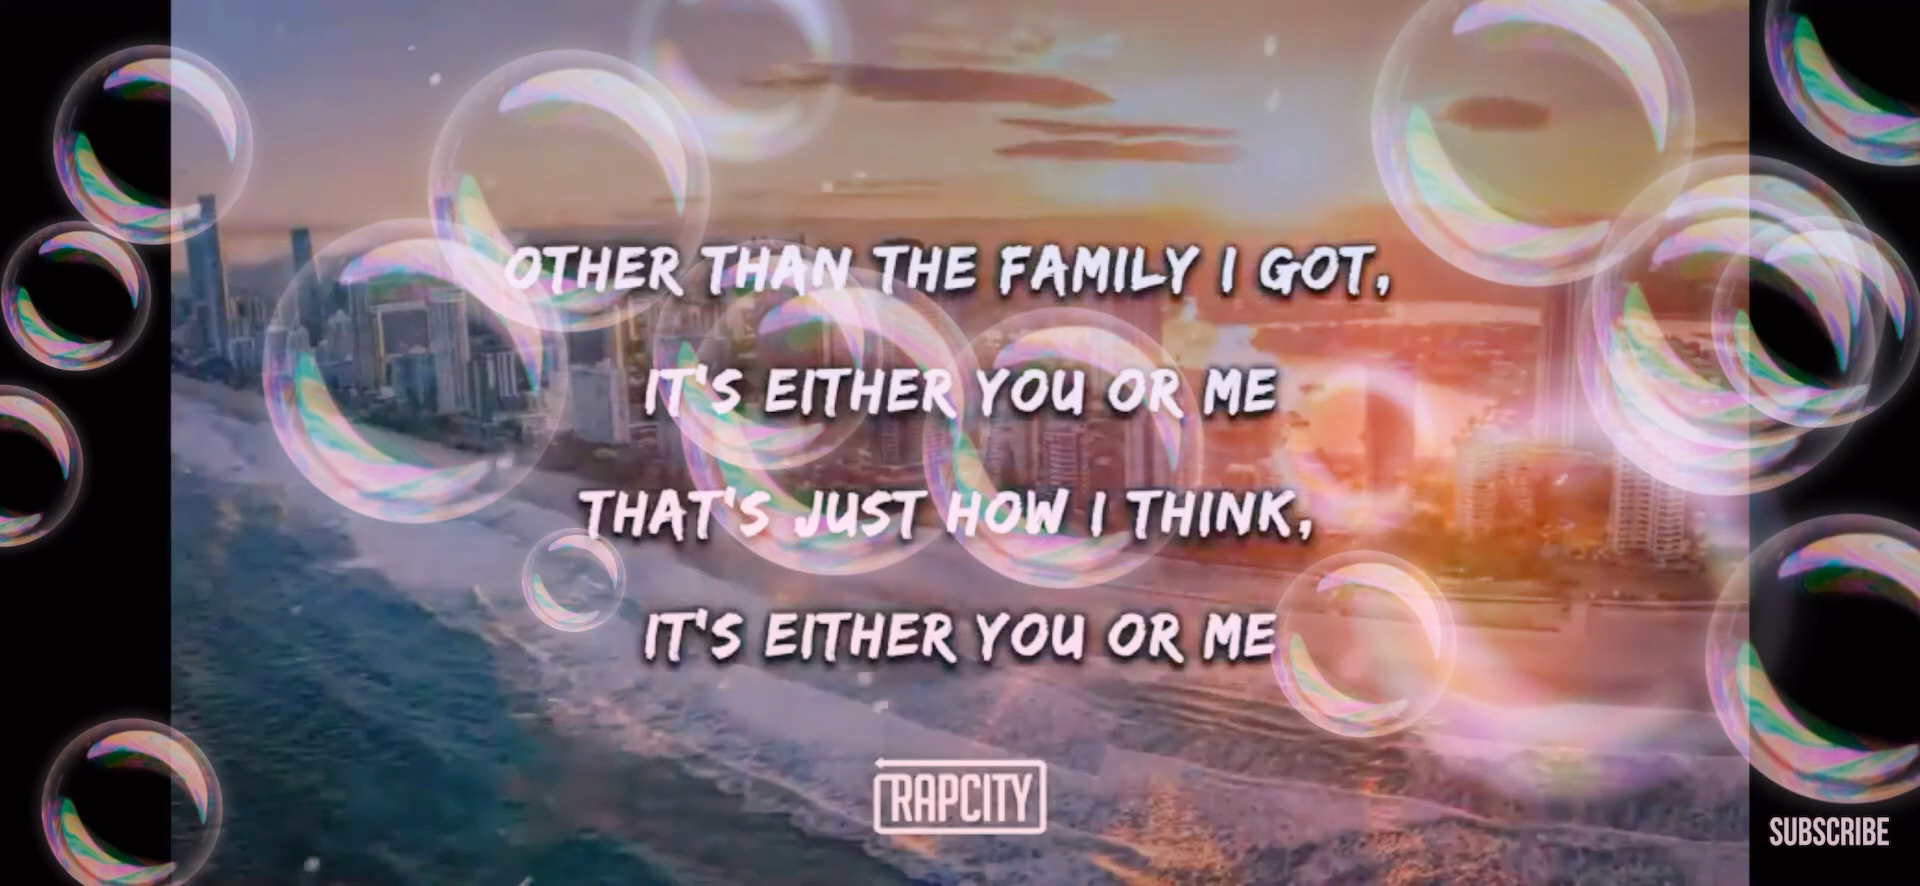 OTHER THAN THE FAMILY I GOT,
IT'S EITHER YOU OR ME
THAT'S JUST HOW I THINK,
IT'S EITHER YOU OR ME
RAPCITY
SUBSCRIBE